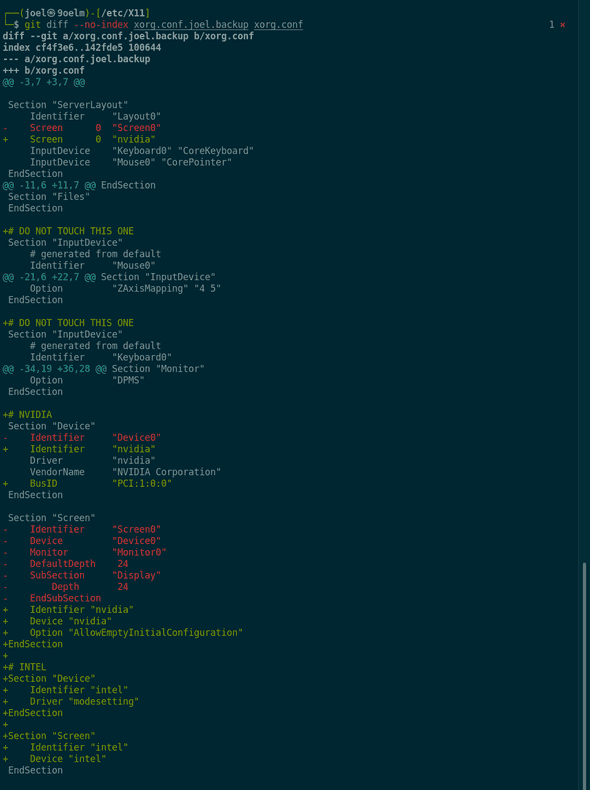 ┌──(joel㉿9oelm)-[/etc/X11]
└─$ git diff --no-index xorg.conf.joel.backup xorg.conf 1 ⨯
diff --git a/xorg.conf.joel.backup b/xorg.conf
index cf4f3e6..142fde5 100644
--- a/xorg.conf.joel.backup
+++ b/xorg.conf
@@ -3,7 +3,7 @@

 Section "ServerLayout"
     Identifier     "Layout0"
-    Screen      0  "Screen0"
+    Screen      0  "nvidia"
     InputDevice    "Keyboard0" "CoreKeyboard"
     InputDevice    "Mouse0" "CorePointer"
 EndSection
@@ -11,6 +11,7 @@ EndSection
 Section "Files"
 EndSection

+# DO NOT TOUCH THIS ONE
 Section "InputDevice"
     # generated from default
     Identifier     "Mouse0"
@@ -21,6 +22,7 @@ Section "InputDevice"
     Option         "ZAxisMapping" "4 5"
 EndSection

+# DO NOT TOUCH THIS ONE
 Section "InputDevice"
     # generated from default
     Identifier     "Keyboard0"
@@ -34,19 +36,28 @@ Section "Monitor"
     Option         "DPMS"
 EndSection

+# NVIDIA
 Section "Device"
-    Identifier     "Device0"
+    Identifier     "nvidia"
     Driver         "nvidia"
     VendorName     "NVIDIA Corporation"
+    BusID          "PCI:1:0:0"
 EndSection

 Section "Screen"
-    Identifier     "Screen0"
-    Device         "Device0"
-    Monitor        "Monitor0"
-    DefaultDepth    24
-    SubSection     "Display"
-        Depth       24
-    EndSubSection
+    Identifier "nvidia"
+    Device "nvidia"
+    Option "AllowEmptyInitialConfiguration"
+EndSection
+
+# INTEL
+Section "Device"
+    Identifier "intel"
+    Driver "modesetting"
+EndSection
+
+Section "Screen"
+    Identifier "intel"
+    Device "intel"
 EndSection